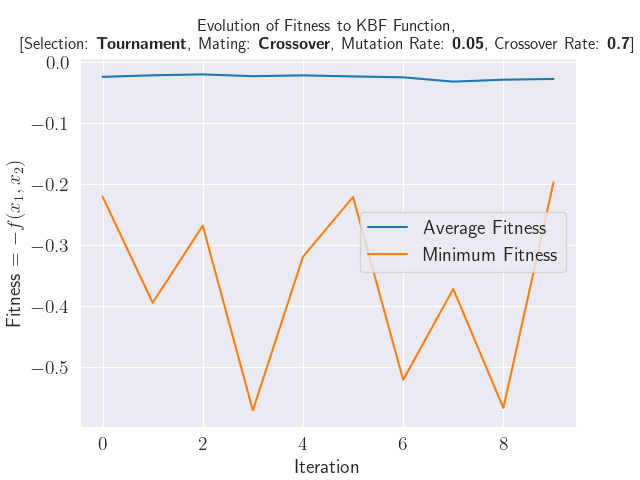 Evolution of Fitness to KBF Function,
[Selection: Tournament, Mating: Crossover, Mutation Rate: 0.05, Crossover Rate: 0.7]
0.0
−0.1
−0.2
−0.3
−0.4
−0.5
Fitness = −f(x₁, x₂)
Average Fitness
Minimum Fitness
0 2 4 6 8
Iteration